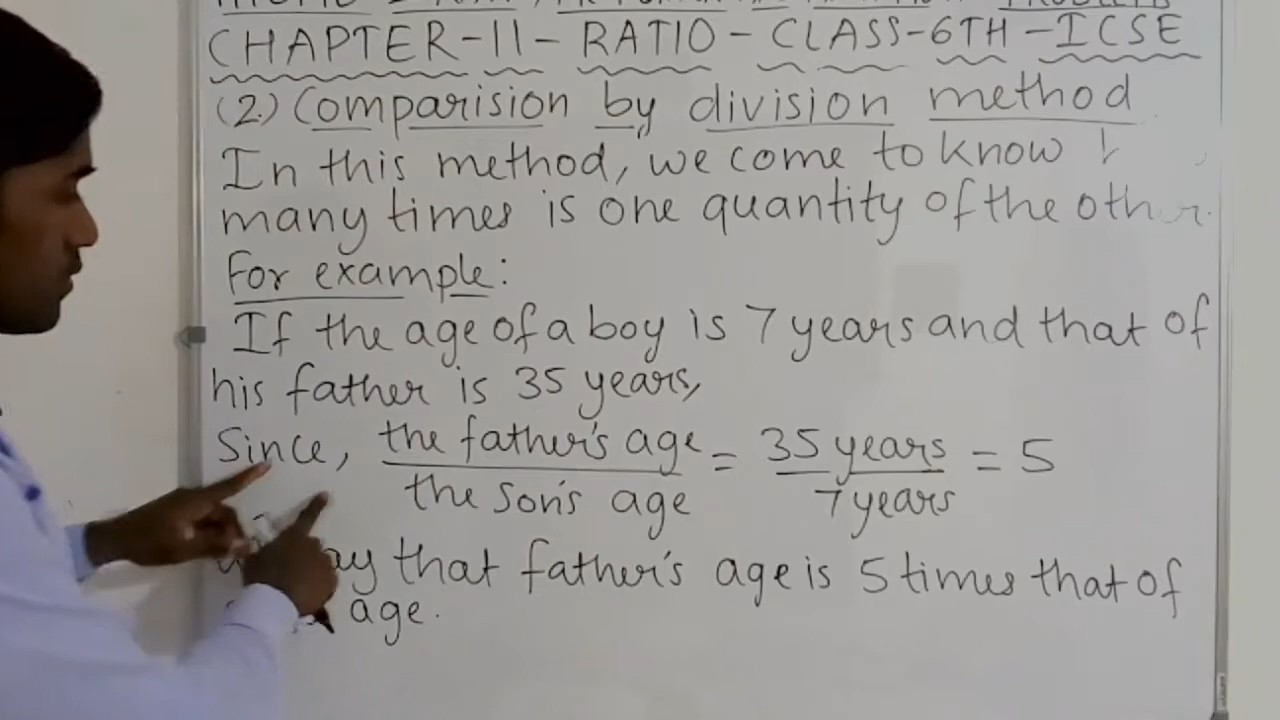 CHAPTER-11-RATIO-CLASS-6TH-ICSE
(2.) Comparision by division method
In this method, we come to know
many times is one quantity of the other.
For example:
If the age of a boy is 7 years and that of
his father is 35 years,
Since, the father's age = 35 years = 5
the son's age 7 years
that father's age is 5 times that of
age.